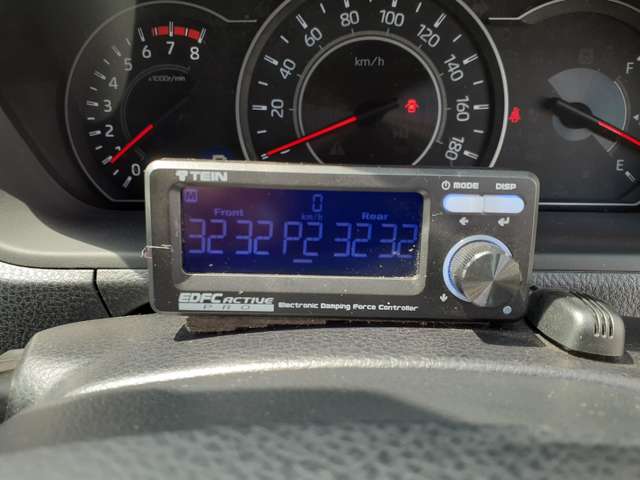 0 1 2 3 4 5 6 7 8
x1000r/min
20 40 60 80 100 120 140 160 180
km/h
F
E
TEIN
MODE DISP
M
0
km/h
Front Rear
32 32 P2 32 32
EDFC ACTIVE
PRO
Electronic Damping Force Controller